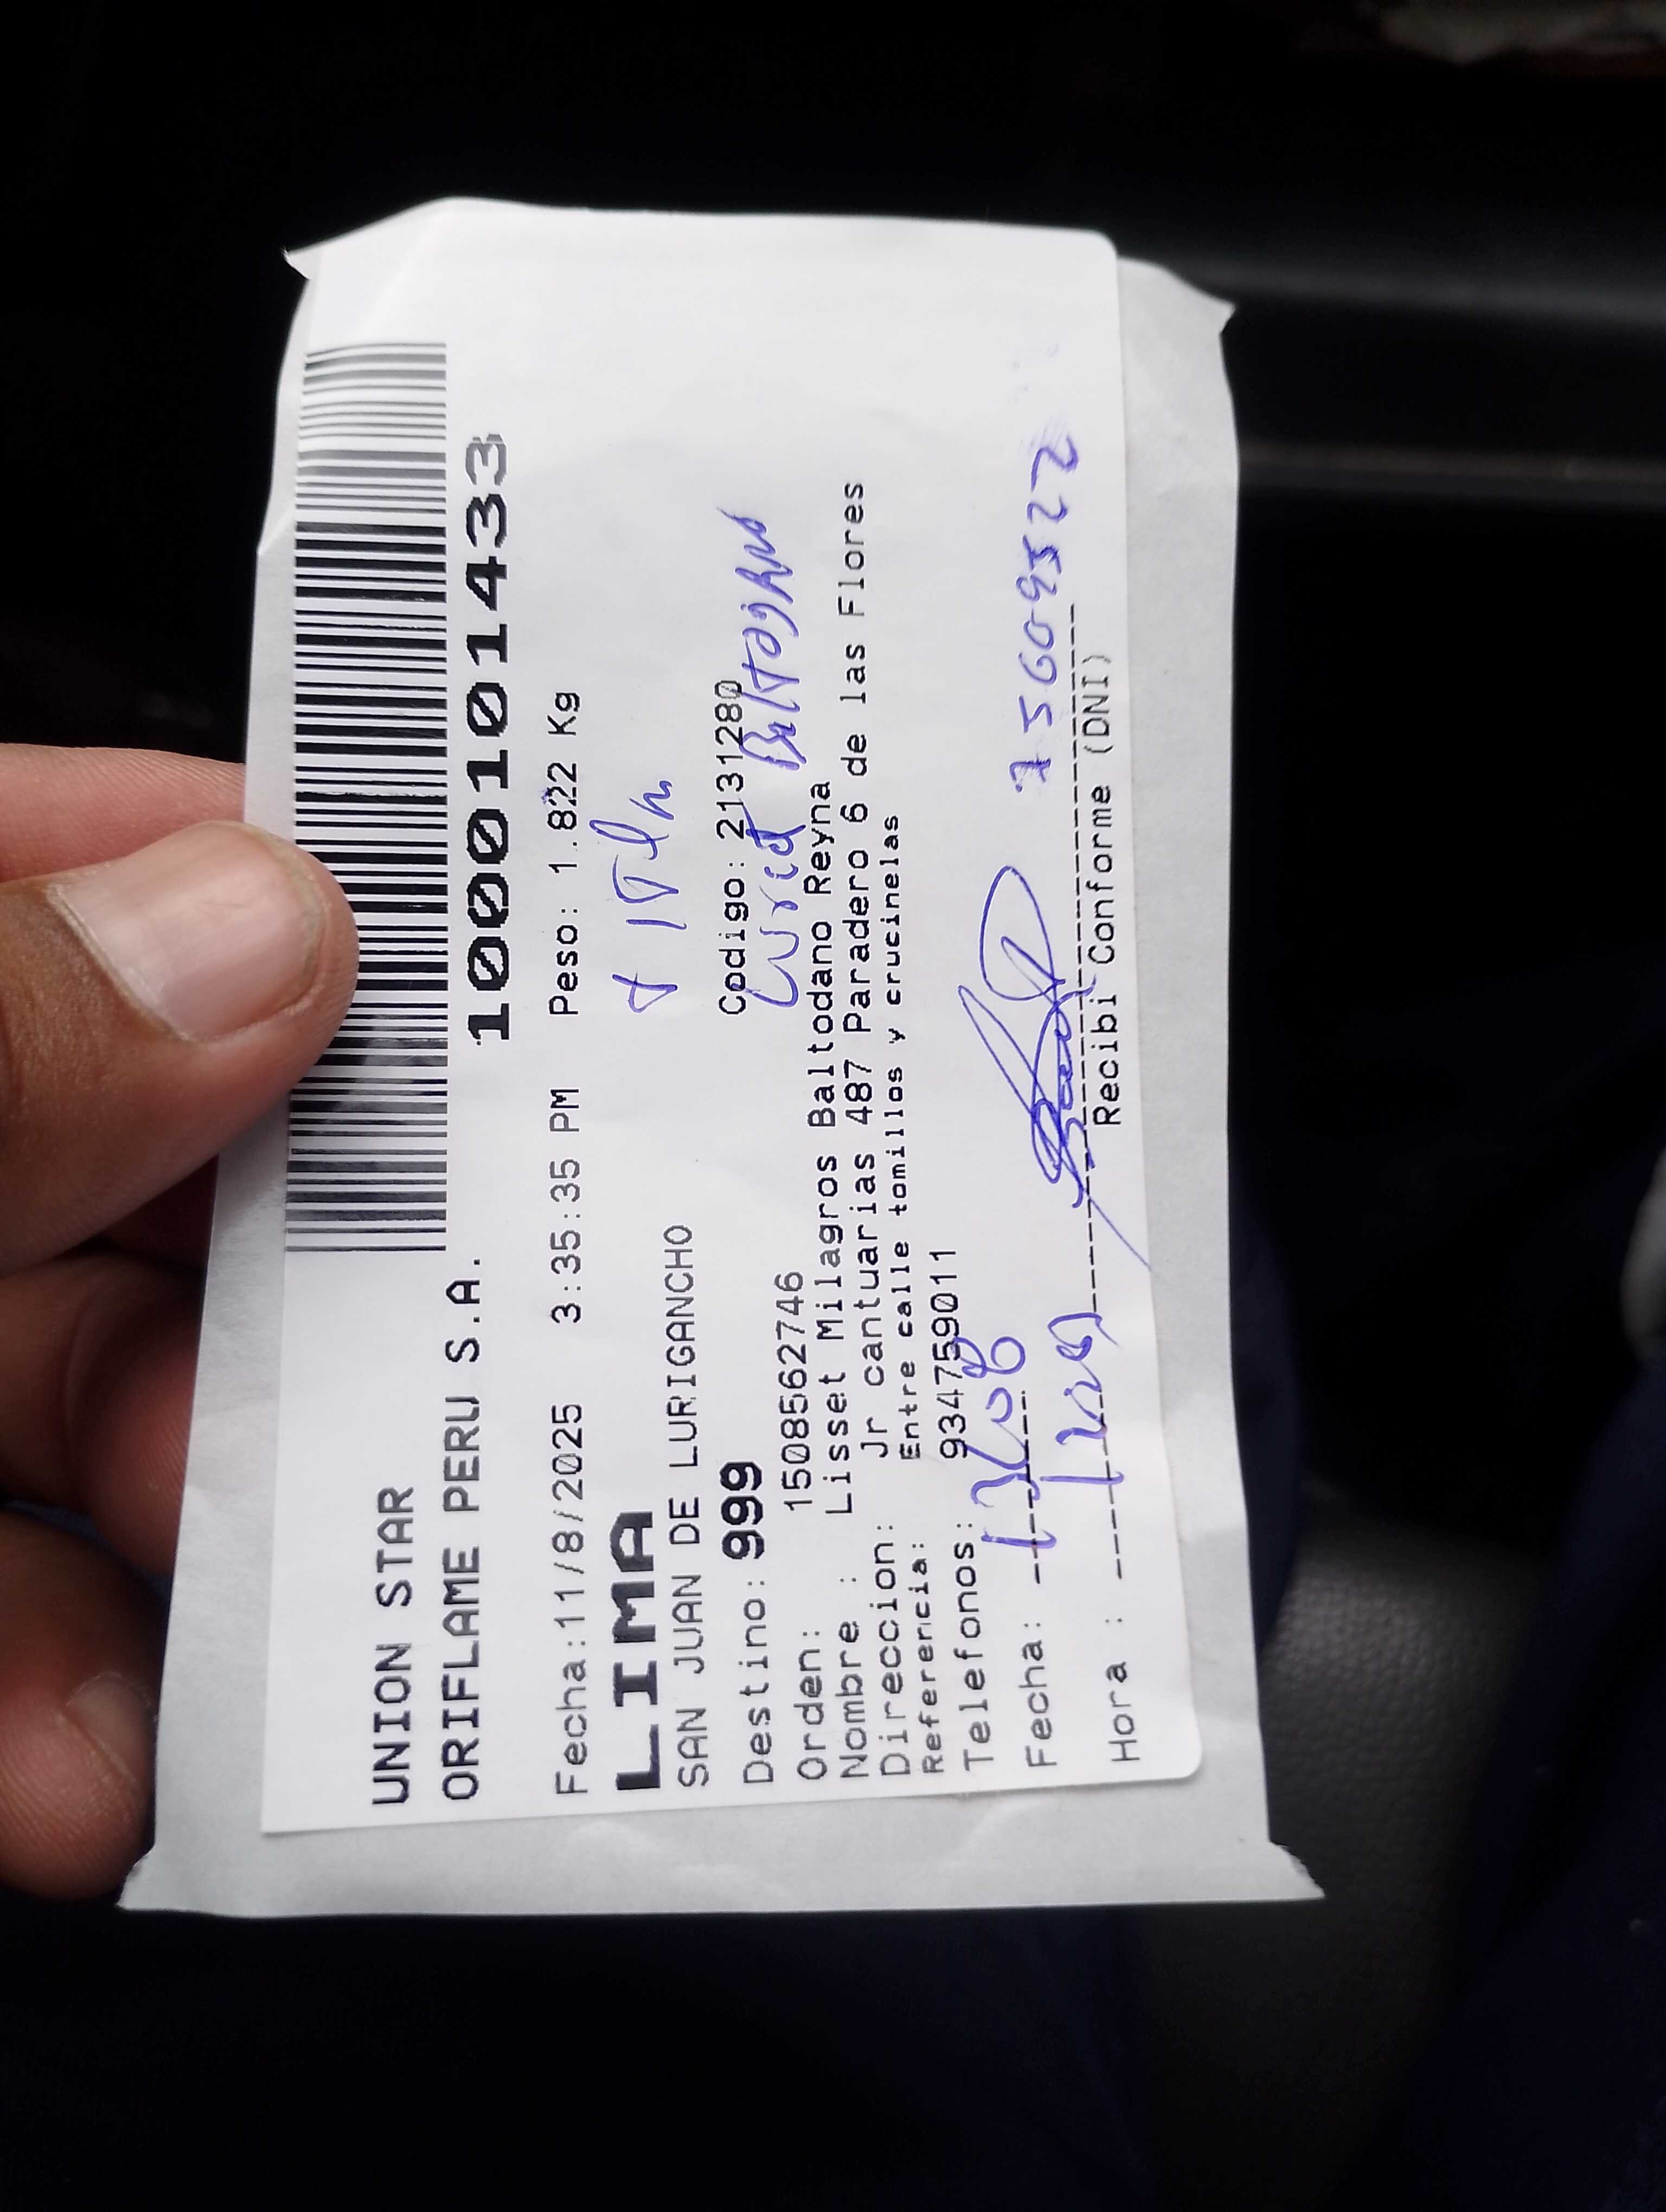 UNION STAR
ORIFLAME PERU S.A. 1000101433
Fecha:11/8/2025 3:35:35 PM Peso: 1.822 Kg
LIMA
SAN JUAN DE LURIGANCHO
Destino: 999 Codigo: 2131280
Orden: 1508562746
Nombre : Lisset Milagros Baltodano Reyna
Direccion: Jr cantuarias 487 Paradero 6 de las Flores
Referencia: Entre calle tomillos y crucinelas
Telefonos: 934759011
Fecha:
Hora :
Recibi Conforme (DNI)